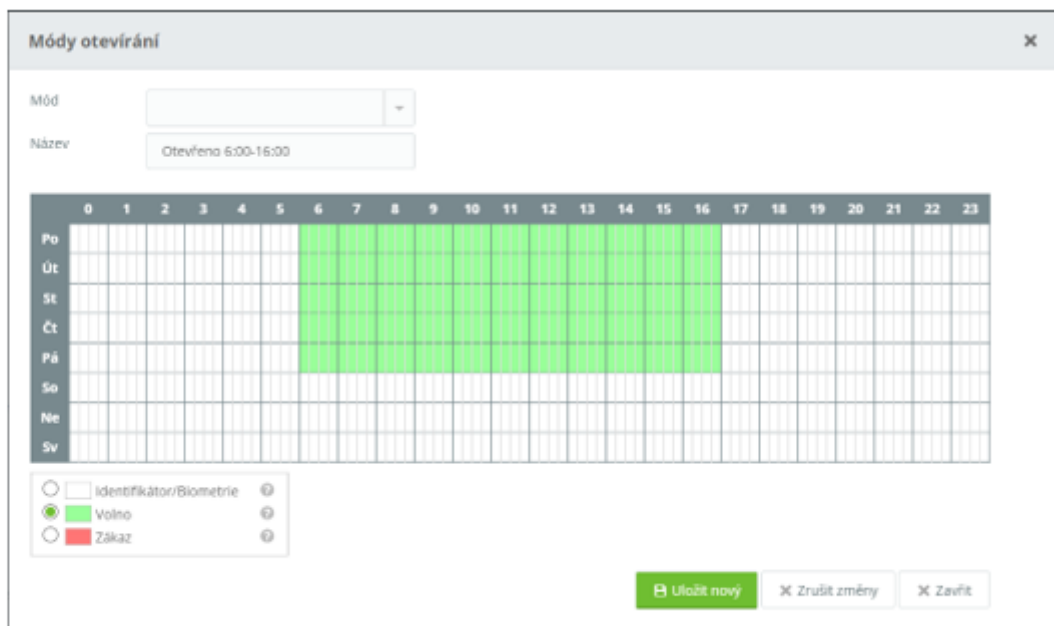 Módy otevírání
Mód
Název Otevřeno 6:00-16:00
0 1 2 3 4 5 6 7 8 9 10 11 12 13 14 15 16 17 18 19 20 21 22 23
Po
Út
St
Čt
Pá
So
Ne
Sv
Identifikátor/Biometrie
Volno
Zákaz
Uložit nový Zrušit změny Zavřít